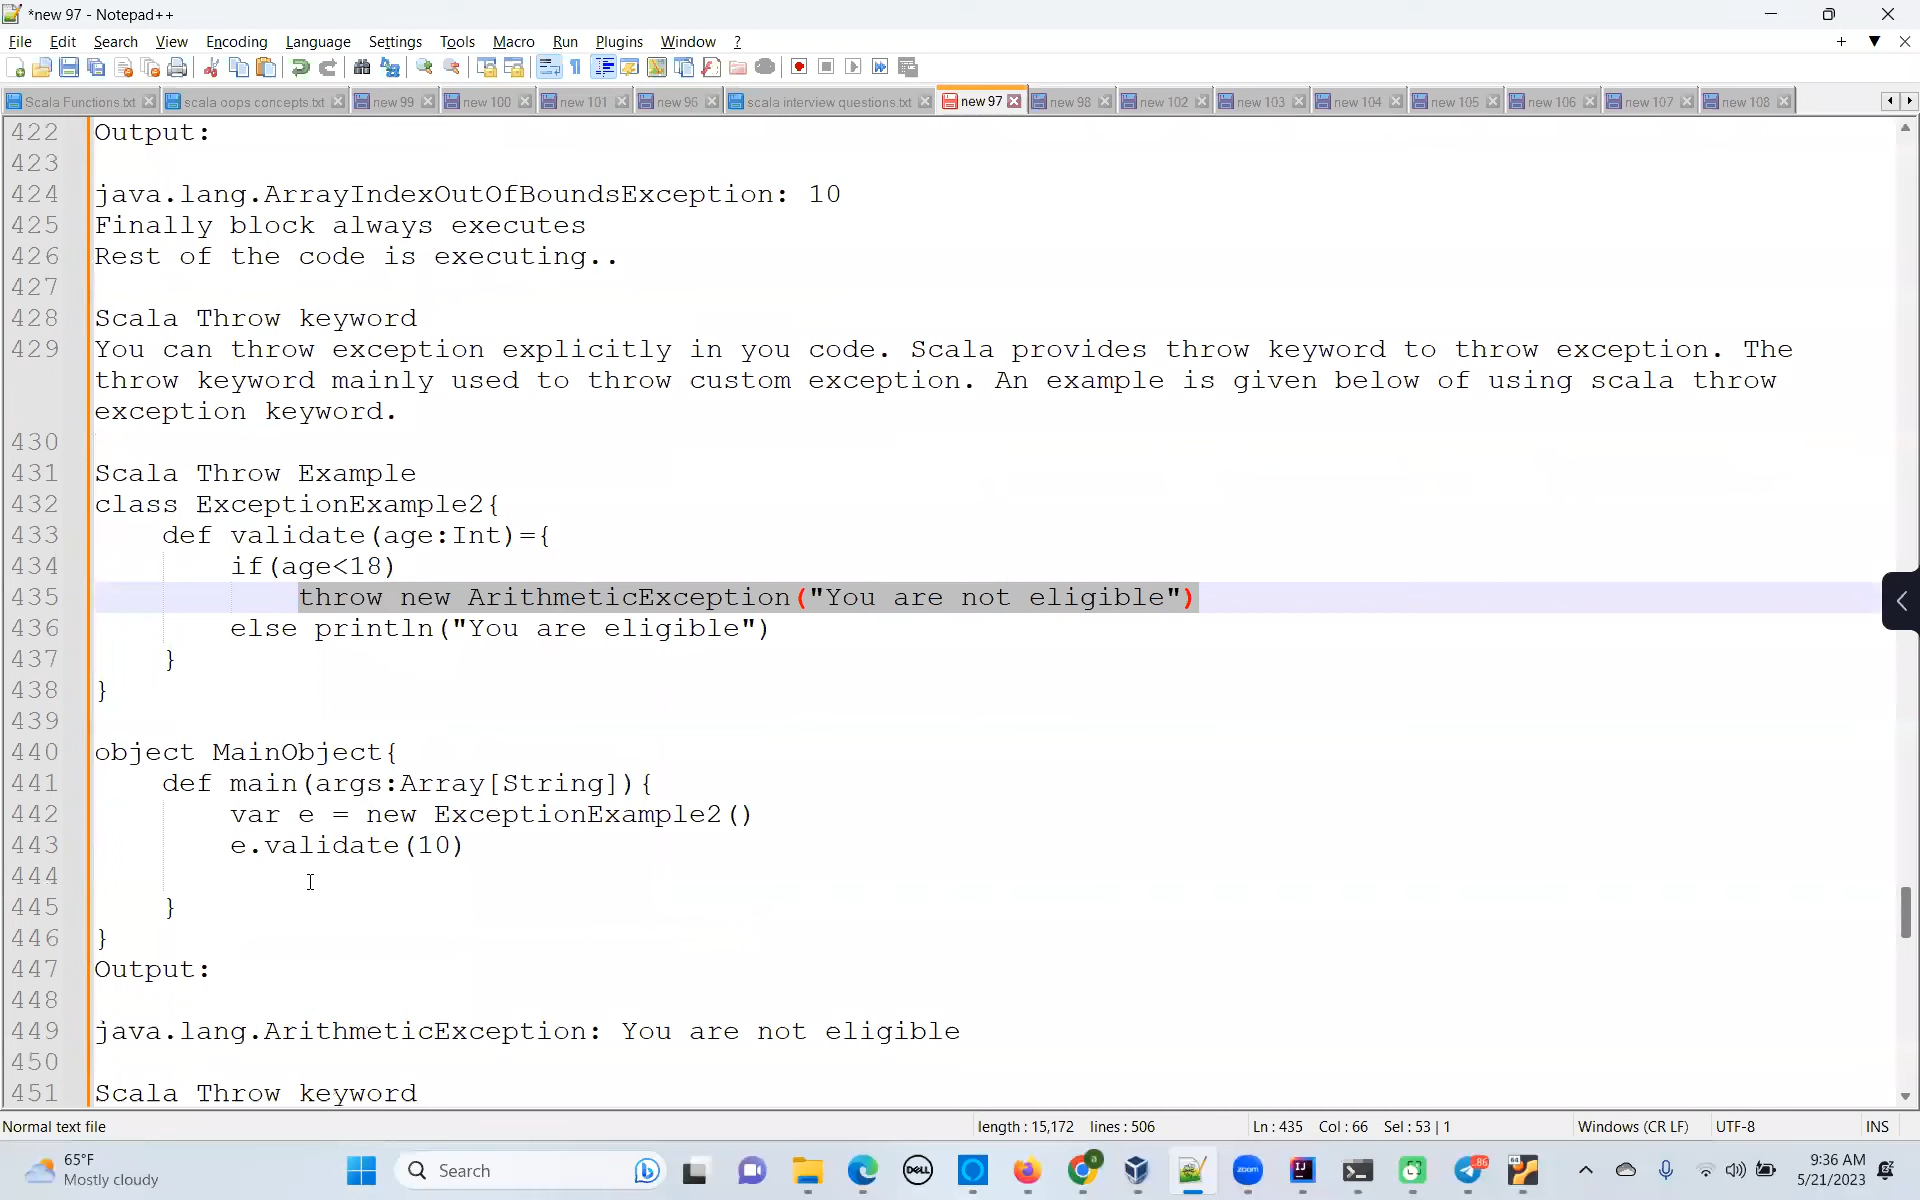 *new 97 - Notepad++
File Edit Search View Encoding Language Settings Tools Macro Run Plugins Window ?
Scala Functions.txt scala oops concepts.txt new 99 new 100 new 101 new 96 scala interview questions.txt new 97 new 98 new 102 new 103 new 104 new 105 new 106 new 107 new 108
422 Output:
423
424 java.lang.ArrayIndexOutOfBoundsException: 10
425 Finally block always executes
426 Rest of the code is executing..
427
428 Scala Throw keyword
429 You can throw exception explicitly in you code. Scala provides throw keyword to throw exception. The
throw keyword mainly used to throw custom exception. An example is given below of using scala throw
exception keyword.
430
431 Scala Throw Example
432 class ExceptionExample2{
433 def validate(age:Int)={
434 if(age<18)
435 throw new ArithmeticException("You are not eligible")
436 else println("You are eligible")
437 }
438 }
439
440 object MainObject{
441 def main(args:Array[String]){
442 var e = new ExceptionExample2()
443 e.validate(10)
444
445 }
446 }
447 Output:
448
449 java.lang.ArithmeticException: You are not eligible
450
451 Scala Throw keyword
Normal text file length : 15,172 lines : 506 Ln : 435 Col : 66 Sel : 53 | 1 Windows (CR LF) UTF-8 INS
65°F
Mostly cloudy
Search
DELL
zoom
86
9:36 AM
5/21/2023